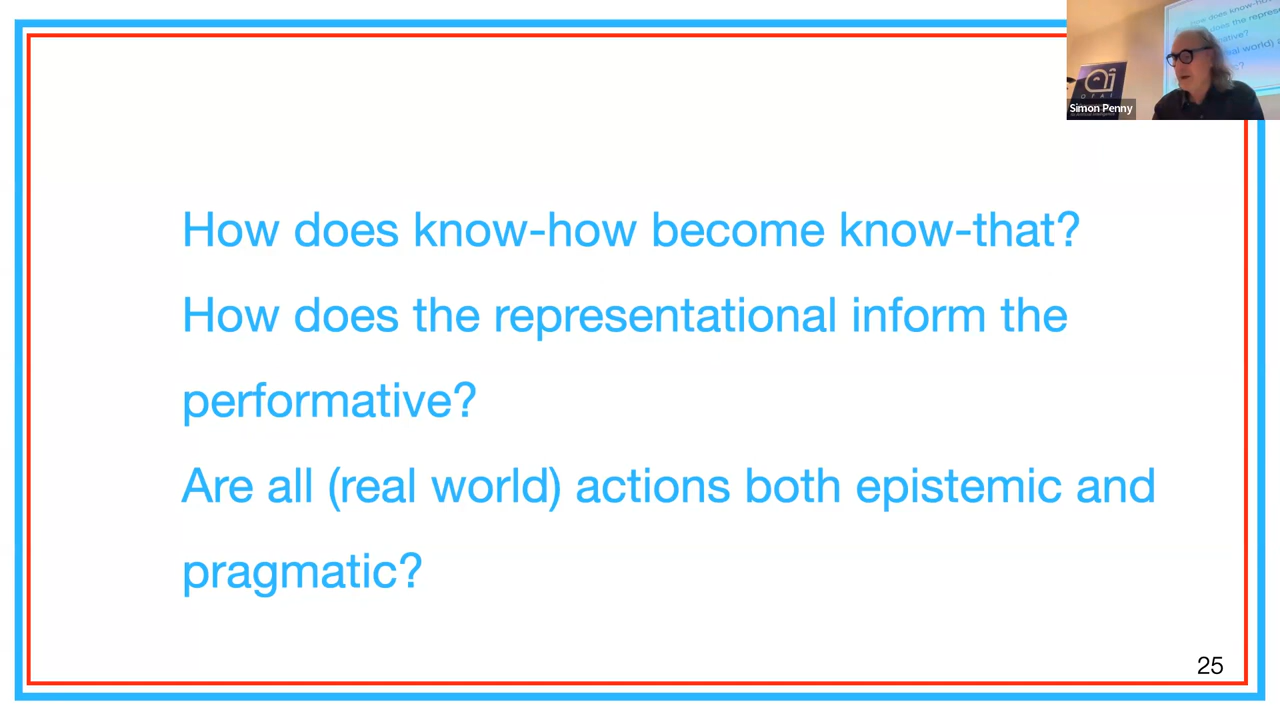 How does know-how become know-that?
How does the representational inform the
performative?
Are all (real world) actions both epistemic and
pragmatic?
25
Simon Penny